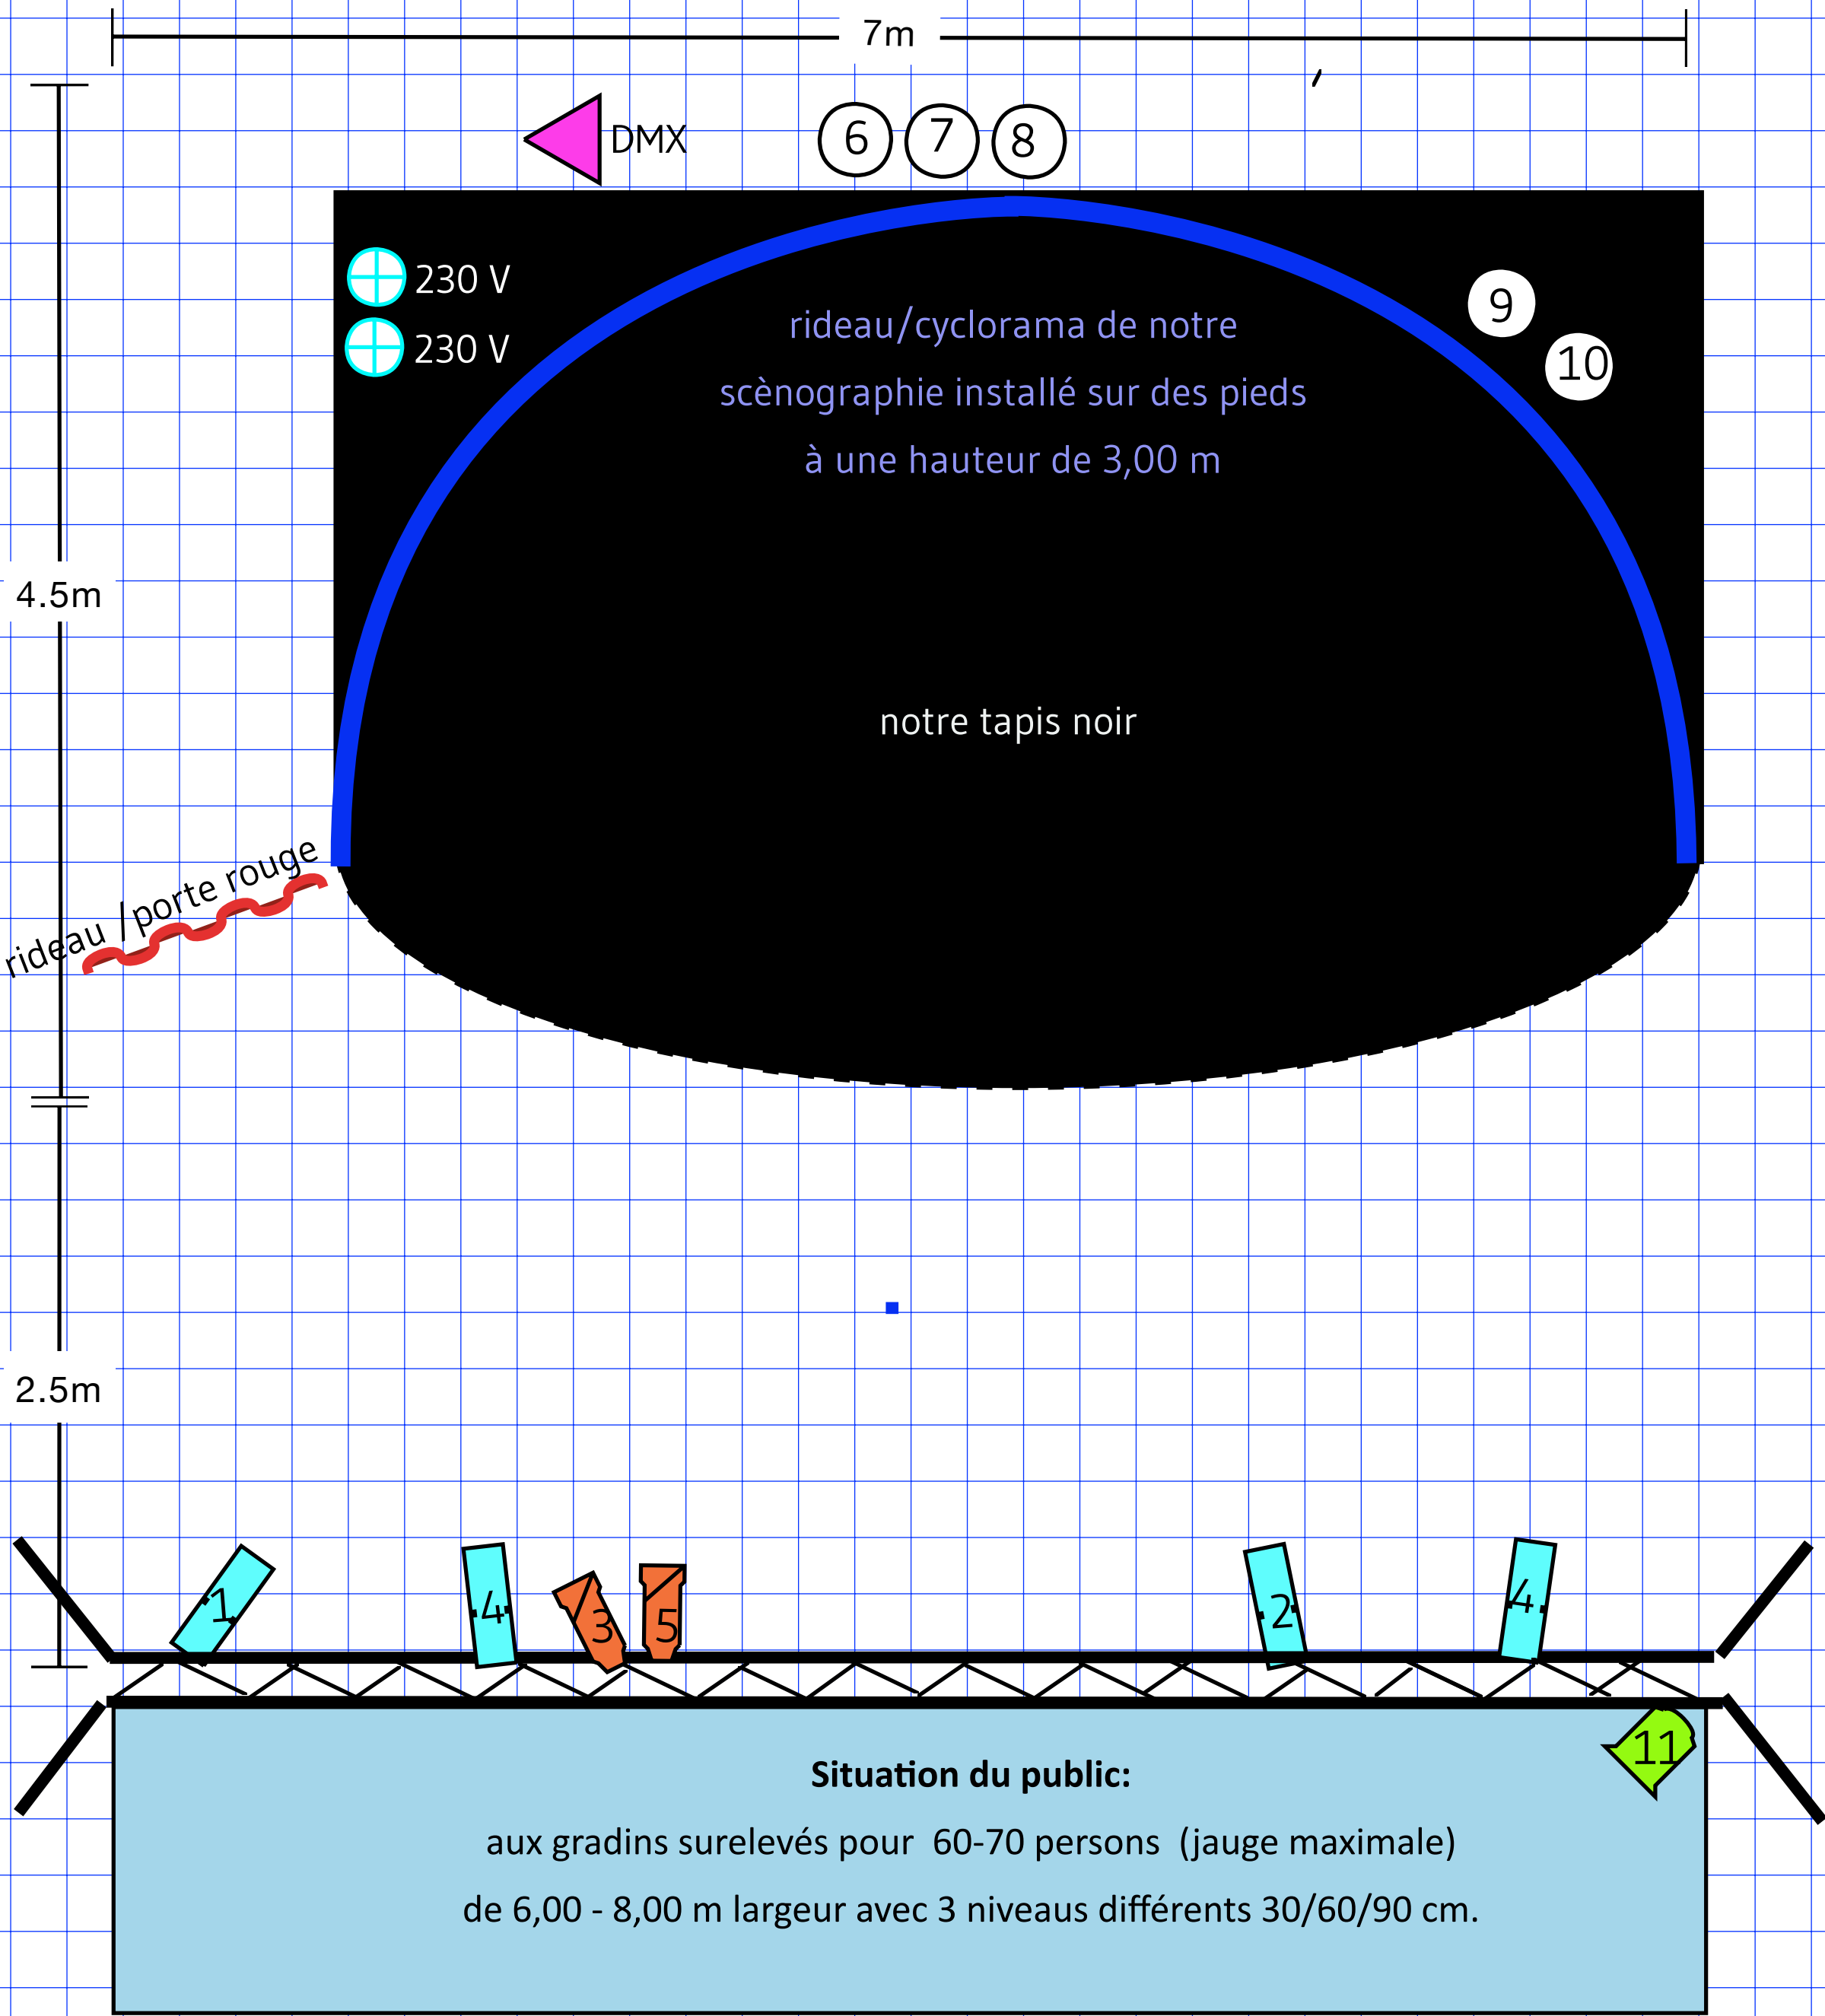 7m
DMX
6 7 8
230 V
230 V
9
10
rideau/cyclorama de notre
scènographie installé sur des pieds
à une hauteur de 3,00 m
4.5m
notre tapis noir
rideau /porte rouge
2.5m
1 4 3 5 2 4
11
Situation du public:
aux gradins surelevés pour  60-70 persons  (jauge maximale)
de 6,00 - 8,00 m largeur avec 3 niveaux différents 30/60/90 cm.